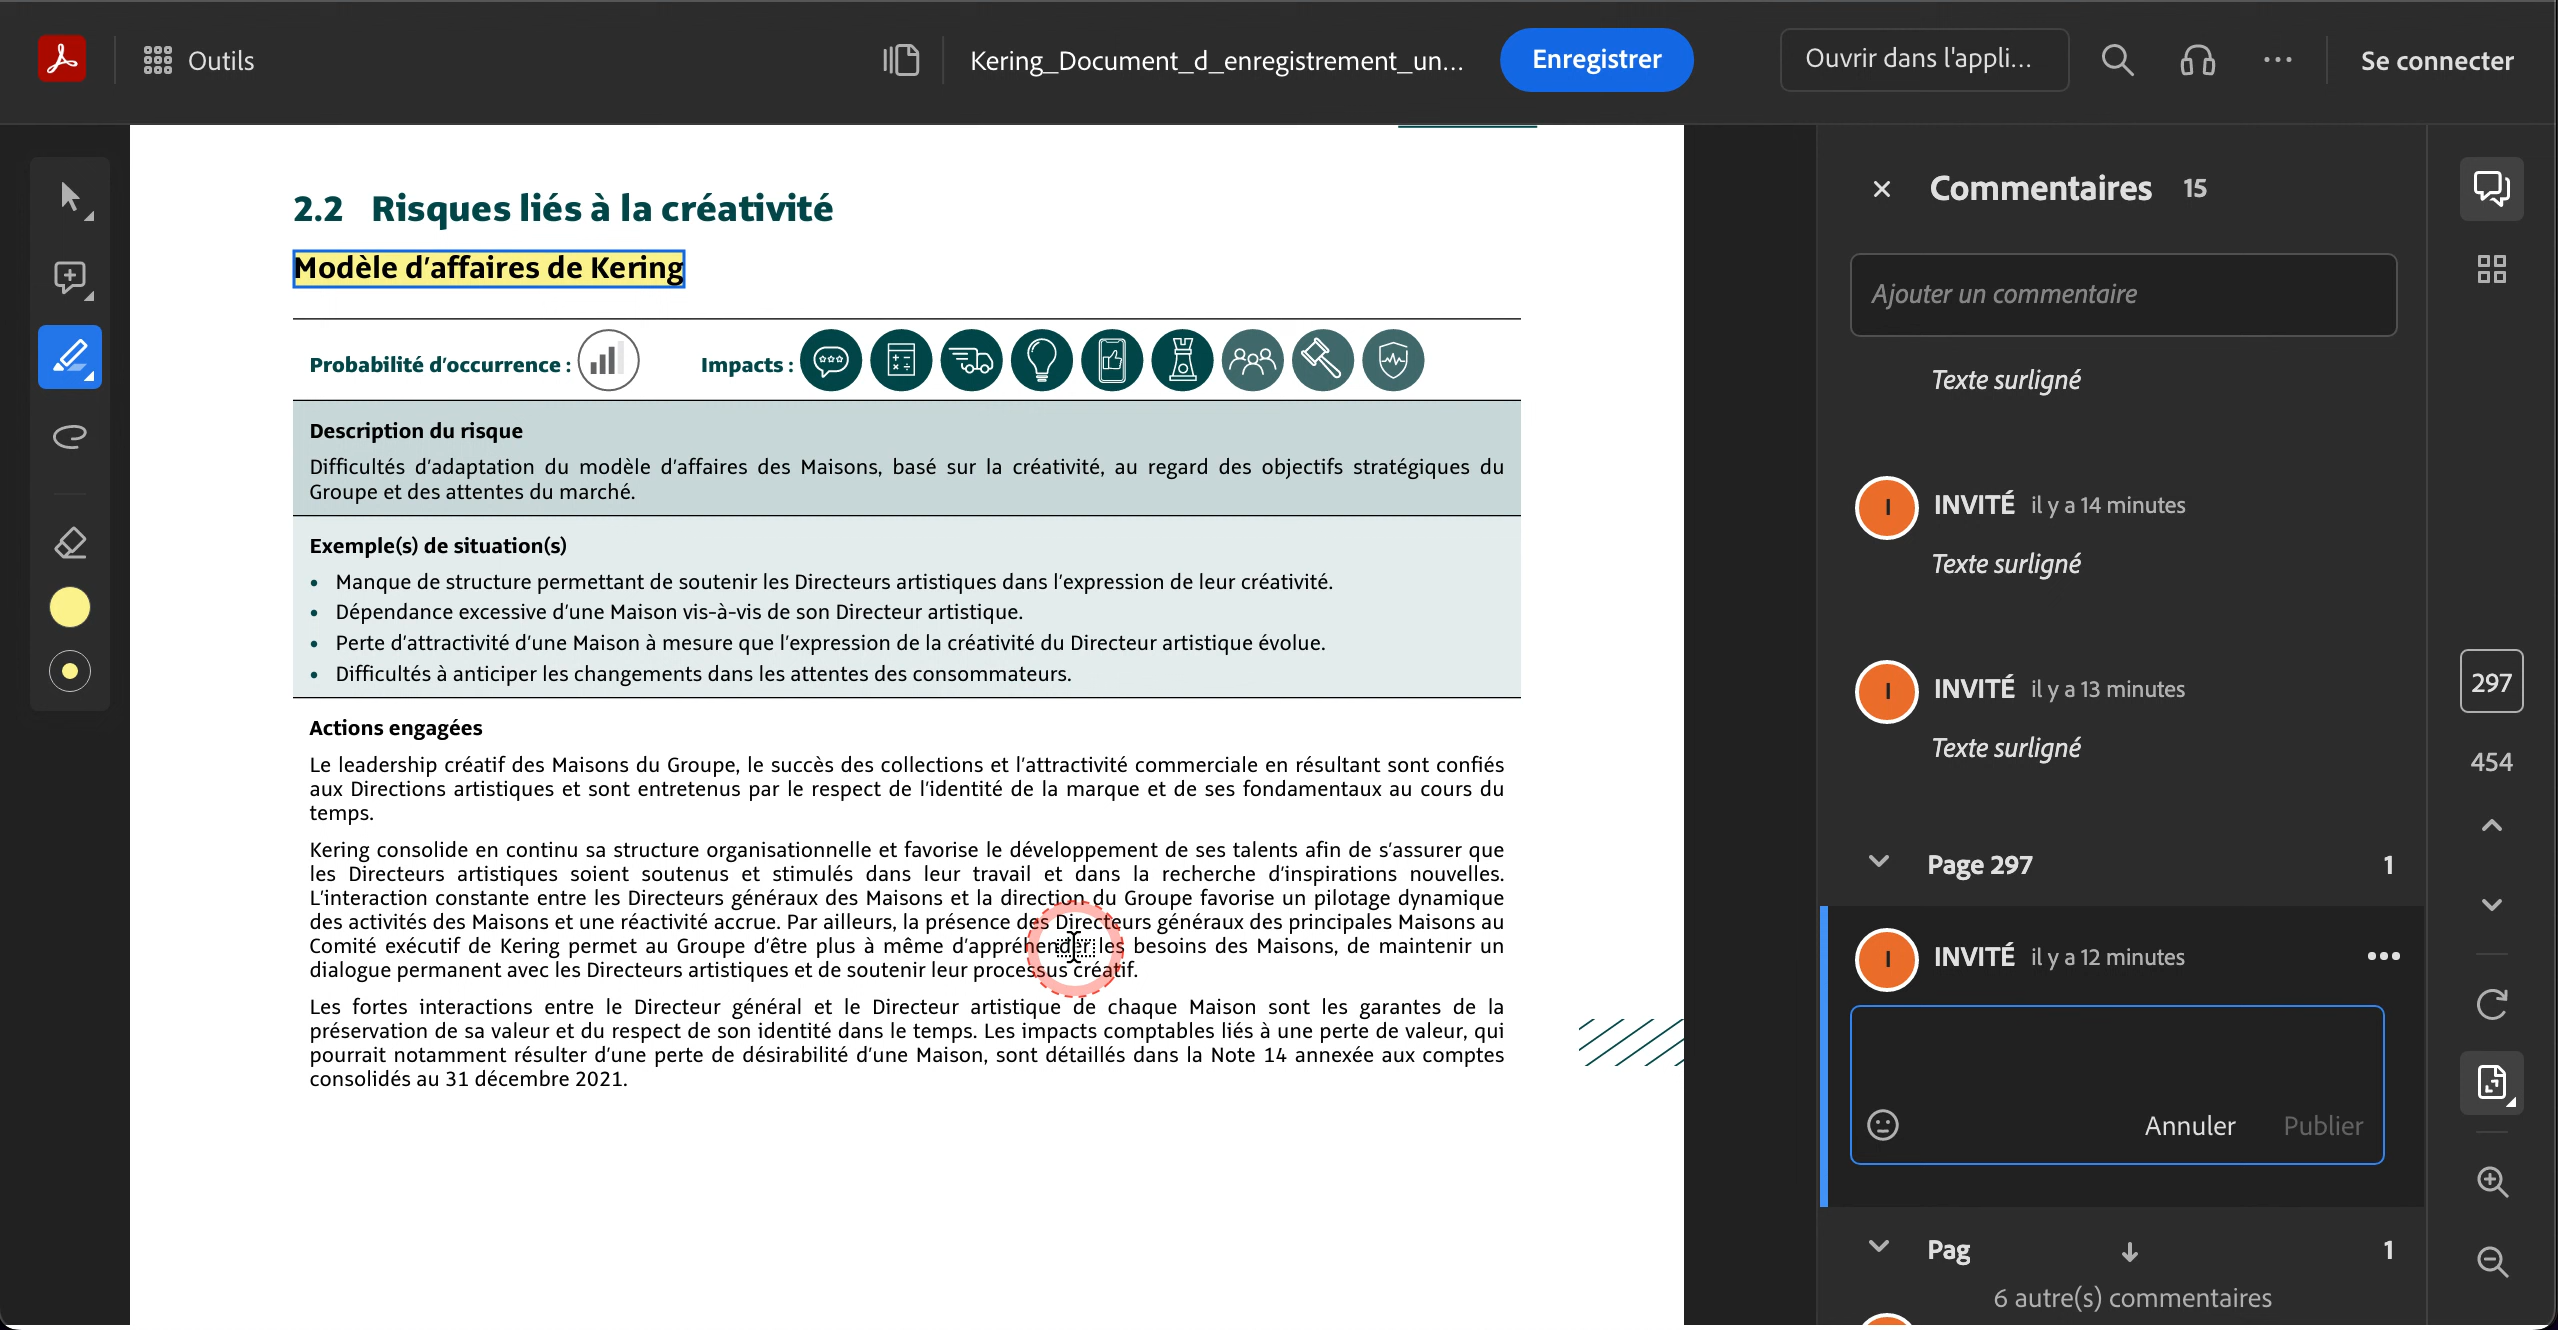 Outils
Kering_Document_d_enregistrement_un...
Enregistrer
Ouvrir dans l'appli...
Se connecter
2.2 Risques liés à la créativité
Modèle d'affaires de Kering
Probabilité d'occurrence :
Impacts :
Description du risque
Difficultés d'adaptation du modèle d'affaires des Maisons, basé sur la créativité, au regard des objectifs stratégiques du
Groupe et des attentes du marché.
Exemple(s) de situation(s)
• Manque de structure permettant de soutenir les Directeurs artistiques dans l'expression de leur créativité.
• Dépendance excessive d'une Maison vis-à-vis de son Directeur artistique.
• Perte d'attractivité d'une Maison à mesure que l'expression de la créativité du Directeur artistique évolue.
• Difficultés à anticiper les changements dans les attentes des consommateurs.
Actions engagées
Le leadership créatif des Maisons du Groupe, le succès des collections et l'attractivité commerciale en résultant sont confiés
aux Directions artistiques et sont entretenus par le respect de l'identité de la marque et de ses fondamentaux au cours du
temps.
Kering consolide en continu sa structure organisationnelle et favorise le développement de ses talents afin de s'assurer que
les Directeurs artistiques soient soutenus et stimulés dans leur travail et dans la recherche d'inspirations nouvelles.
L'interaction constante entre les Directeurs généraux des Maisons et la direction du Groupe favorise un pilotage dynamique
des activités des Maisons et une réactivité accrue. Par ailleurs, la présence des Directeurs généraux des principales Maisons au
Comité exécutif de Kering permet au Groupe d'être plus à même d'appréhender les besoins des Maisons, de maintenir un
dialogue permanent avec les Directeurs artistiques et de soutenir leur processus créatif.
Les fortes interactions entre le Directeur général et le Directeur artistique de chaque Maison sont les garantes de la
préservation de sa valeur et du respect de son identité dans le temps. Les impacts comptables liés à une perte de valeur, qui
pourrait notamment résulter d'une perte de désirabilité d'une Maison, sont détaillés dans la Note 14 annexée aux comptes
consolidés au 31 décembre 2021.
Commentaires 15
Ajouter un commentaire
Texte surligné
I INVITÉ il y a 14 minutes
Texte surligné
I INVITÉ il y a 13 minutes
Texte surligné
Page 297 1
I INVITÉ il y a 12 minutes
Annuler Publier
Pag 1
6 autre(s) commentaires
297
454